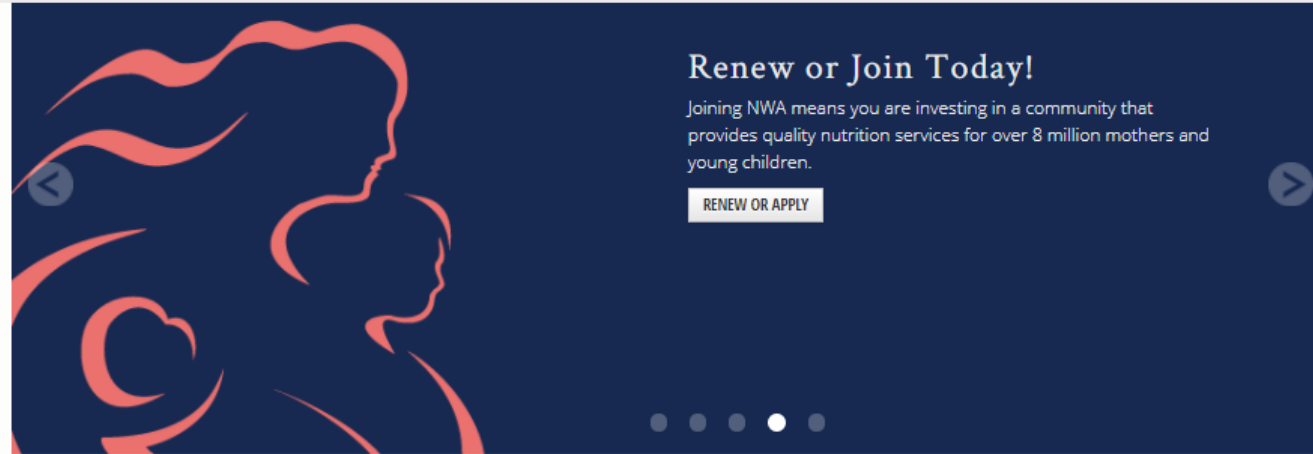 Renew or Join Today!
Joining NWA means you are investing in a community that
provides quality nutrition services for over 8 million mothers and
young children.
RENEW OR APPLY